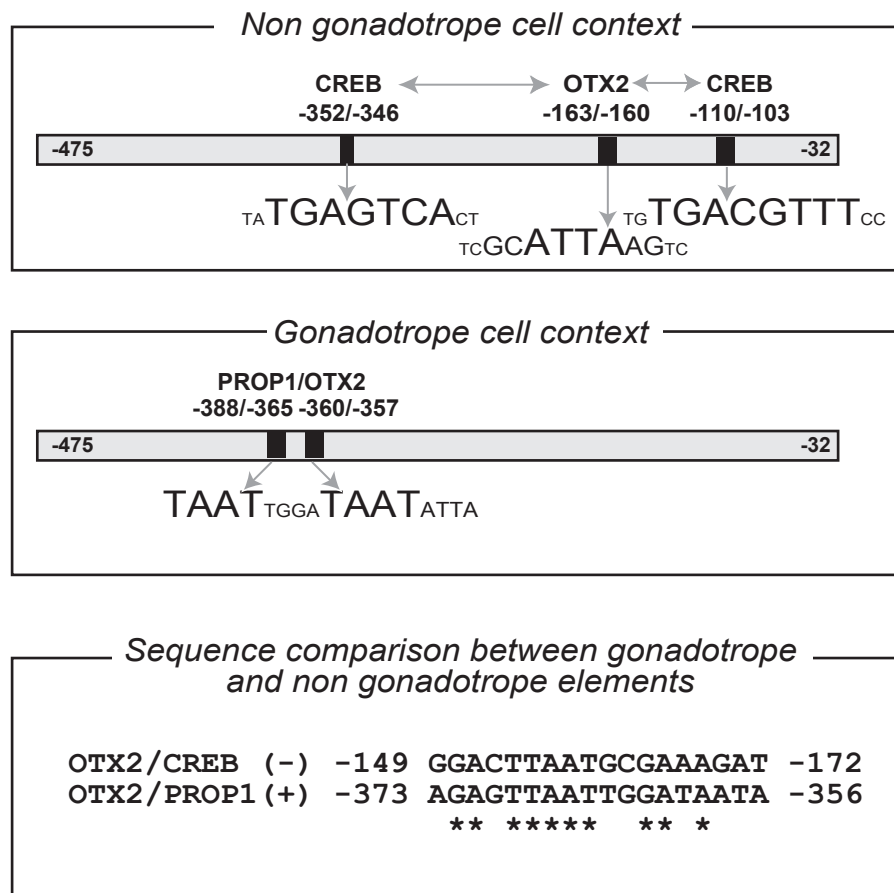 Non gonadotrope cell context
CREB OTX2 CREB
-352/-346 -163/-160 -110/-103
-475 -32
TATGAGTCACT TGTGACGTTTCC
TCGCATTAAGTC
Gonadotrope cell context
PROP1/OTX2
-388/-365 -360/-357
-475 -32
TAATTGGATAATATTA
Sequence comparison between gonadotrope
and non gonadotrope elements
OTX2/CREB (-) -149 GGACTTAATGCGAAAGAT -172
OTX2/PROP1(+) -373 AGAGTTAATTGGATAATA -356
** ***** ** *